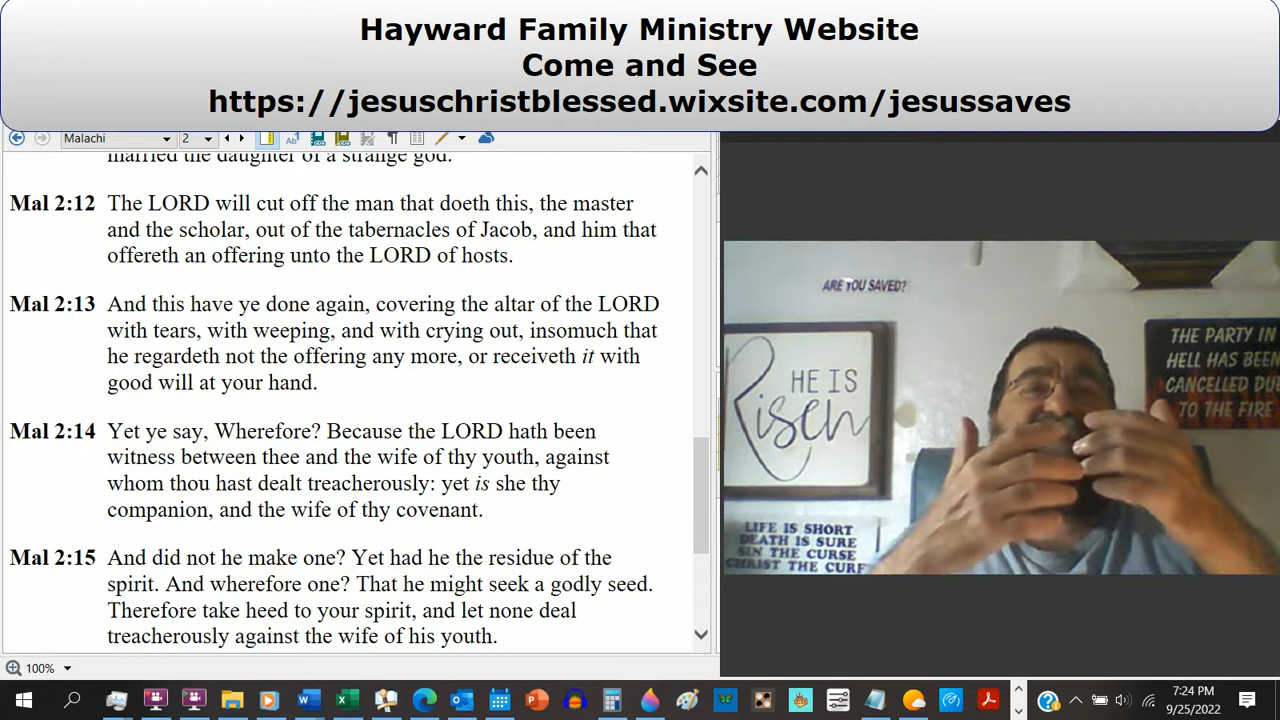 Hayward Family Ministry Website
Come and See
https://jesuschristblessed.wixsite.com/jesussaves
Malachi
2
married the daughter of a strange god.
Mal 2:12 The LORD will cut off the man that doeth this, the master
and the scholar, out of the tabernacles of Jacob, and him that
offereth an offering unto the LORD of hosts.
Mal 2:13 And this have ye done again, covering the altar of the LORD
with tears, with weeping, and with crying out, insomuch that
he regardeth not the offering any more, or receiveth it with
good will at your hand.
Mal 2:14 Yet ye say, Wherefore? Because the LORD hath been
witness between thee and the wife of thy youth, against
whom thou hast dealt treacherously: yet is she thy
companion, and the wife of thy covenant.
Mal 2:15 And did not he make one? Yet had he the residue of the
spirit. And wherefore one? That he might seek a godly seed.
Therefore take heed to your spirit, and let none deal
treacherously against the wife of his youth.
100%
ARE YOU SAVED?
HE IS
Risen
LIFE IS SHORT
DEATH IS SURE
SIN THE CURSE
CHRIST THE CURE
THE PARTY IN
HELL HAS BEEN
CANCELLED DUE
TO THE FIRE
7:24 PM
9/25/2022